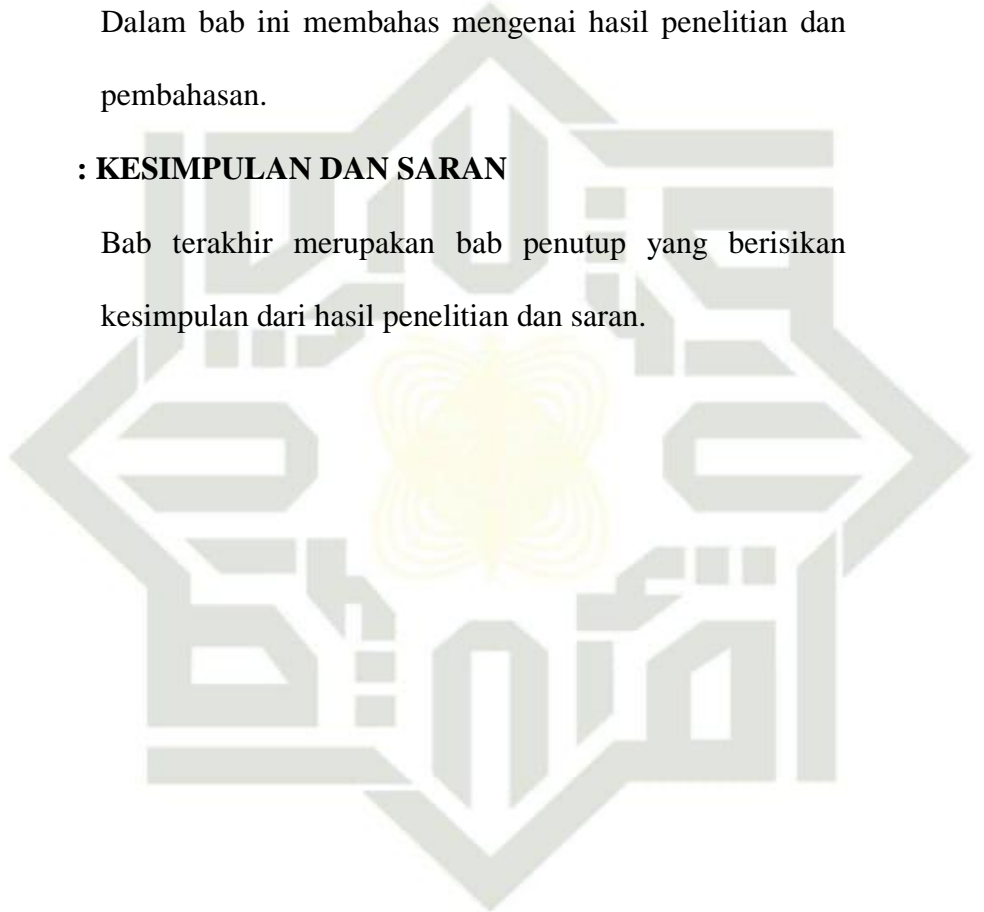 Dalam bab ini membahas mengenai hasil penelitian dan
pembahasan.
: KESIMPULAN DAN SARAN
Bab terakhir merupakan bab penutup yang berisikan
kesimpulan dari hasil penelitian dan saran.